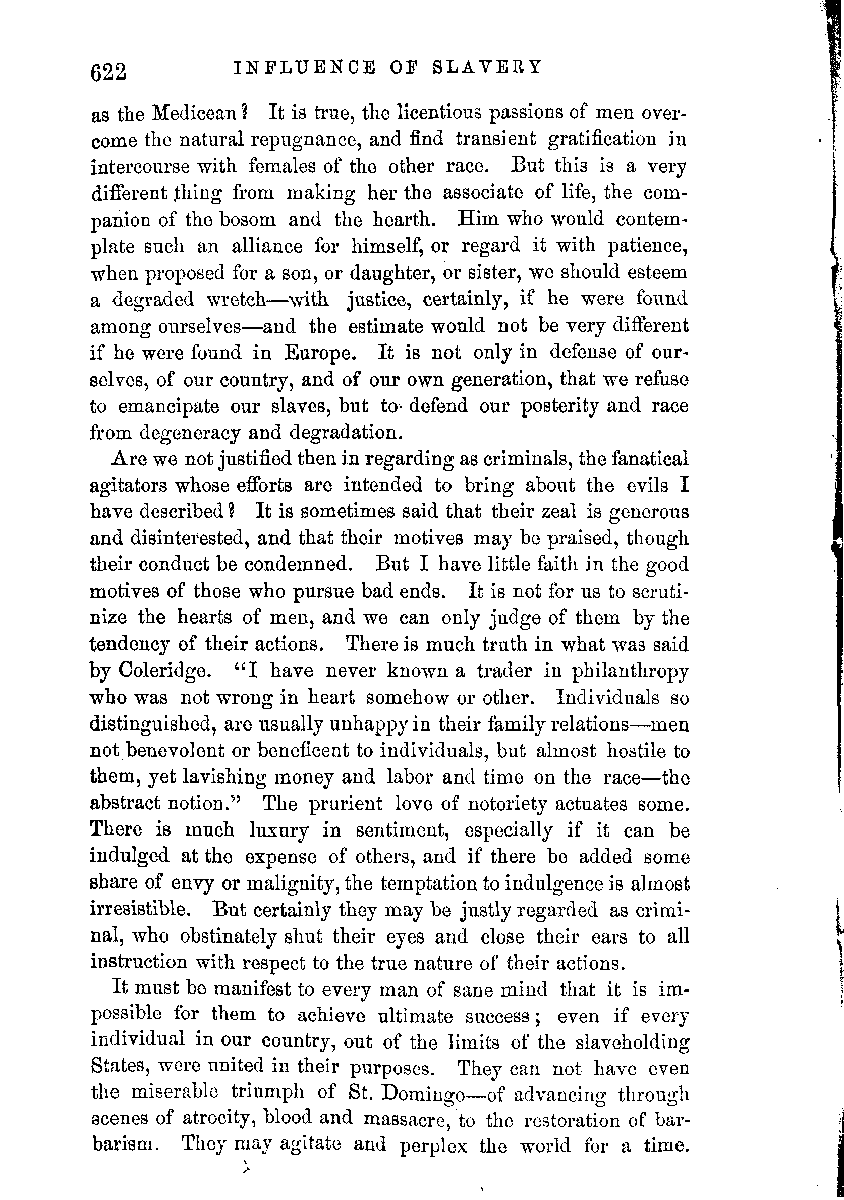 622 INFLUENCE OF SLAVERY
as the Medicean? It is true, the licentious passions of men over-
come the natural repugnance, and find transient gratification in
intercourse with females of the other race. But this is a very
different thing from making her the associate of life, the com-
panion of the bosom and the hearth. Him who would contem-
plate such an alliance for himself, or regard it with patience,
when proposed for a son, or daughter, or sister, we should esteem
a degraded wretch—with justice, certainly, if he were found
among ourselves—and the estimate would not be very different
if he were found in Europe. It is not only in defense of our-
selves, of our country, and of our own generation, that we refuse
to emancipate our slaves, but to defend our posterity and race
from degeneracy and degradation.
Are we not justified then in regarding as criminals, the fanatical
agitators whose efforts are intended to bring about the evils I
have described? It is sometimes said that their zeal is generous
and disinterested, and that their motives may be praised, though
their conduct be condemned. But I have little faith in the good
motives of those who pursue bad ends. It is not for us to scruti-
nize the hearts of men, and we can only judge of them by the
tendency of their actions. There is much truth in what was said
by Coleridge. "I have never known a trader in philanthropy
who was not wrong in heart somehow or other. Individuals so
distinguished, are usually unhappy in their family relations—men
not benevolent or beneficent to individuals, but almost hostile to
them, yet lavishing money and labor and time on the race—the
abstract notion." The prurient love of notoriety actuates some.
There is much luxury in sentiment, especially if it can be
indulged at the expense of others, and if there be added some
share of envy or malignity, the temptation to indulgence is almost
irresistible. But certainly they may be justly regarded as crimi-
nal, who obstinately shut their eyes and close their ears to all
instruction with respect to the true nature of their actions.
It must be manifest to every man of sane mind that it is im-
possible for them to achieve ultimate success; even if every
individual in our country, out of the limits of the slaveholding
States, were united in their purposes. They can not have even
the miserable triumph of St. Domingo—of advancing through
scenes of atrocity, blood and massacre, to the restoration of bar-
barism. They may agitate and perplex the world for a time.